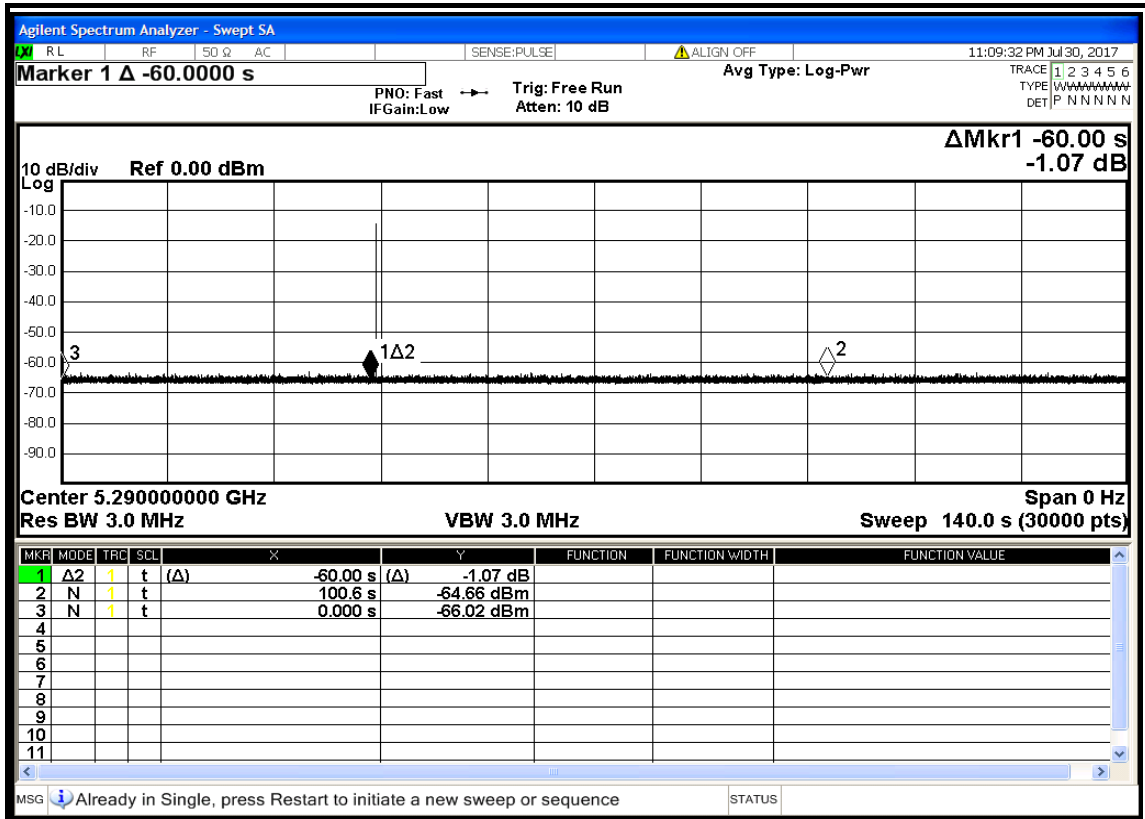 Agilent Spectrum Analyzer - Swept SA
LXI RL RF 50 Ω AC SENSE:PULSE ALIGN OFF 11:09:32 PM Jul 30, 2017
Marker 1 Δ -60.0000 s
PNO: Fast
IFGain:Low
Trig: Free Run
Atten: 10 dB
Avg Type: Log-Pwr
TRACE 1 2 3 4 5 6
TYPE WWWWWW
DET P N N N N N
ΔMkr1 -60.00 s
-1.07 dB
10 dB/div Ref 0.00 dBm
Log
-10.0
-20.0
-30.0
-40.0
-50.0
-60.0
-70.0
-80.0
-90.0
3
1Δ2
2
Center 5.290000000 GHz Span 0 Hz
Res BW 3.0 MHz VBW 3.0 MHz Sweep 140.0 s (30000 pts)
MKR MODE TRC SCL X Y FUNCTION FUNCTION WIDTH FUNCTION VALUE
1 Δ2 1 t (Δ) -60.00 s (Δ) -1.07 dB
2 N 1 t 100.6 s -64.66 dBm
3 N 1 t 0.000 s -66.02 dBm
4
5
6
7
8
9
10
11
MSG Already in Single, press Restart to initiate a new sweep or sequence STATUS